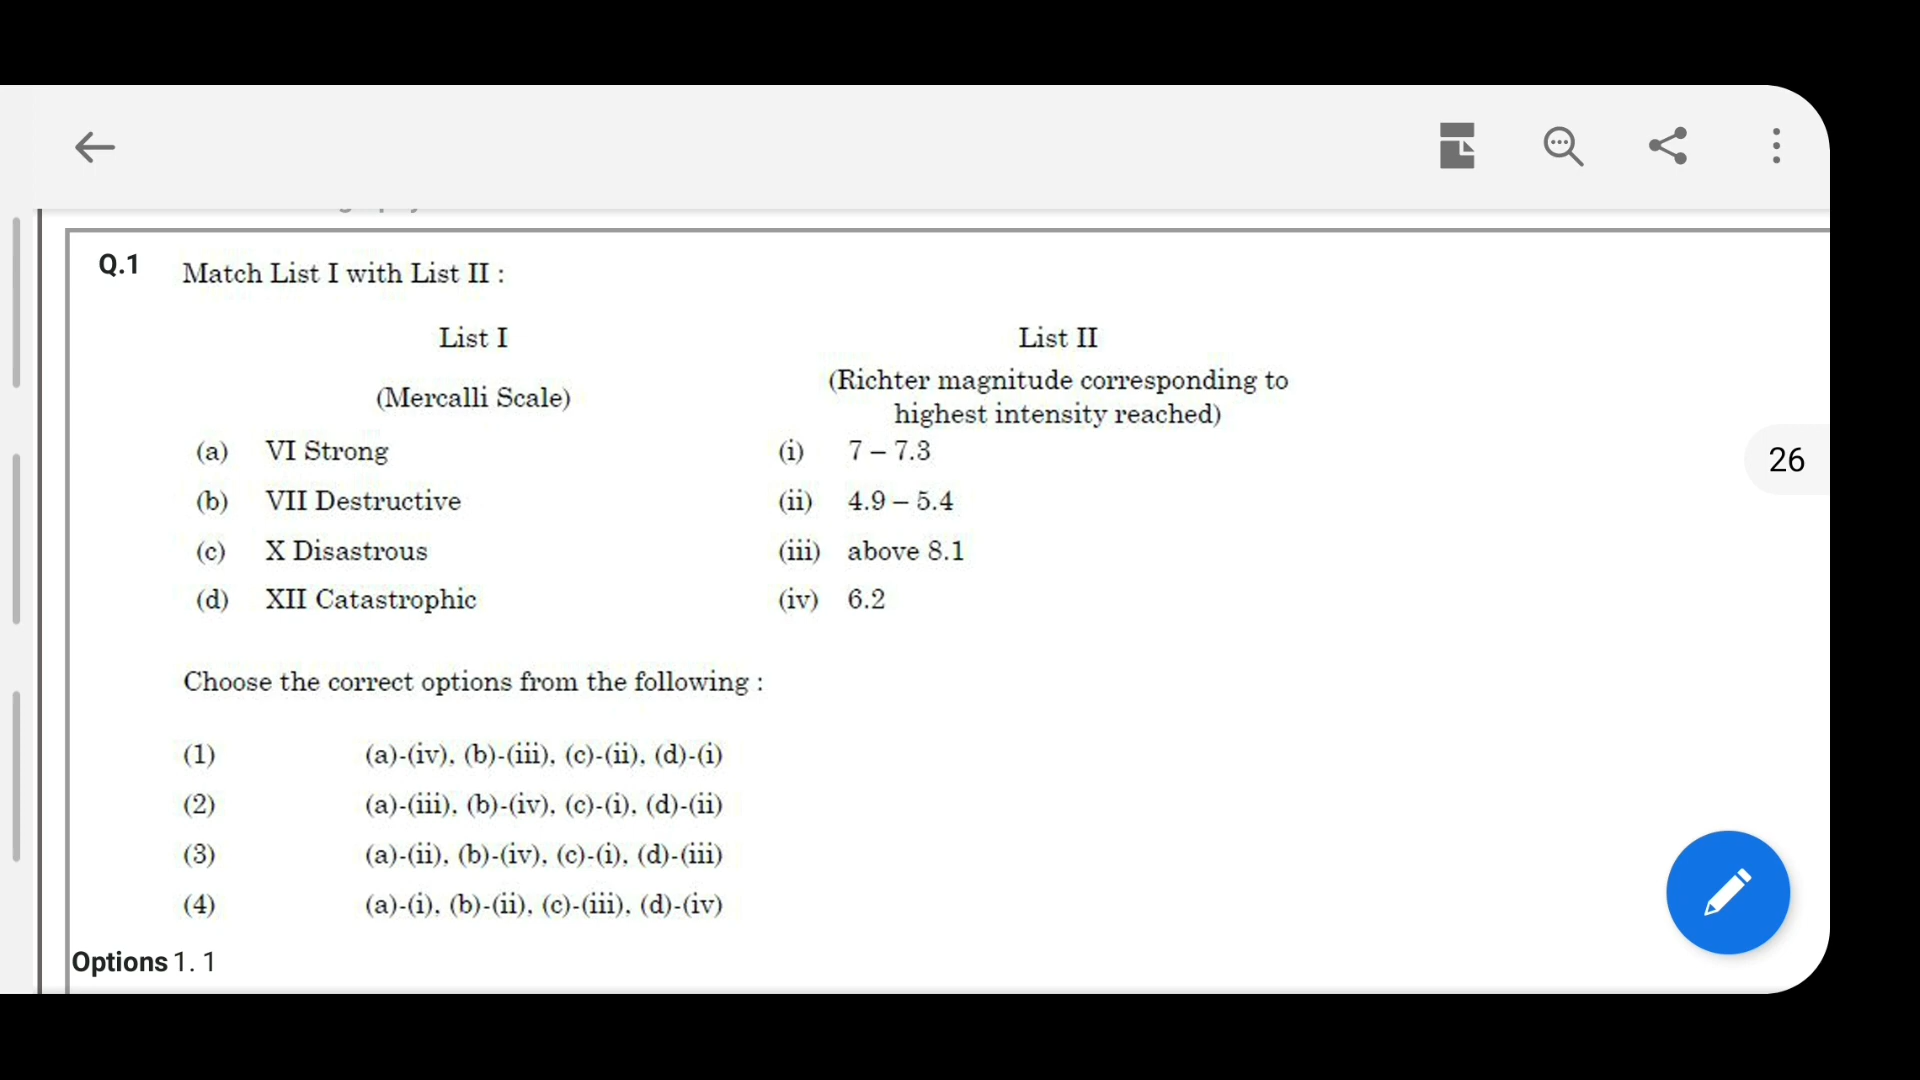 Q.1 Match List I with List II :
List I List II
(Mercalli Scale) (Richter magnitude corresponding to
highest intensity reached)
(a) VI Strong (i) 7 – 7.3
(b) VII Destructive (ii) 4.9 – 5.4
(c) X Disastrous (iii) above 8.1
(d) XII Catastrophic (iv) 6.2
26
Choose the correct options from the following :
(1) (a)-(iv), (b)-(iii), (c)-(ii), (d)-(i)
(2) (a)-(iii), (b)-(iv), (c)-(i), (d)-(ii)
(3) (a)-(ii), (b)-(iv), (c)-(i), (d)-(iii)
(4) (a)-(i), (b)-(ii), (c)-(iii), (d)-(iv)
Options 1. 1